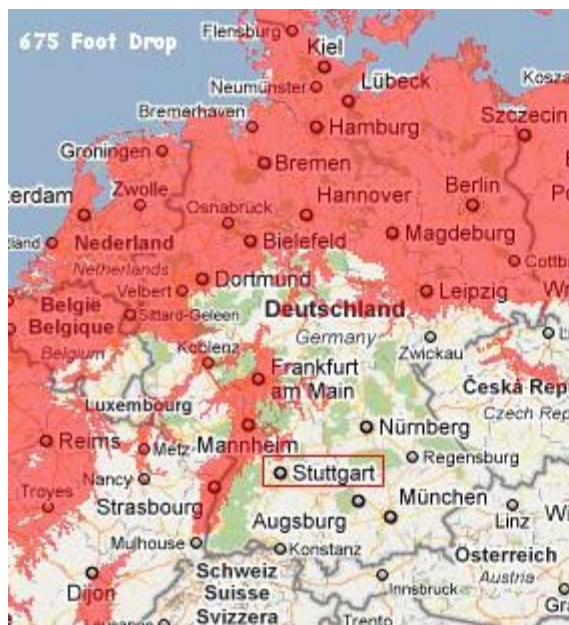 675 Foot Drop
Flensburg
Kiel
Neumünster
Lübeck
Bremerhaven
Hamburg
Szczecin
Groningen
Bremen
Zwolle
Hannover
Berlin
Osnabrück
Nederland
Netherlands
Bielefeld
Magdeburg
Dortmund
Velbert
België
Belgique
Belgium
Sittard-Geleen
Leipzig
Deutschland
Germany
Koblenz
Zwickau
Frankfurt
am Main
Luxembourg
Česká Rep
Czech Rep
Reims
Metz
Mannheim
Nürnberg
Nancy
Stuttgart
Regensburg
Troyes
Strasbourg
Augsburg
München
Linz
Mulhouse
Konstanz
Österreich
Austria
Dijon
Schweiz
Suisse
Svizzera
Innsbruck
Trento